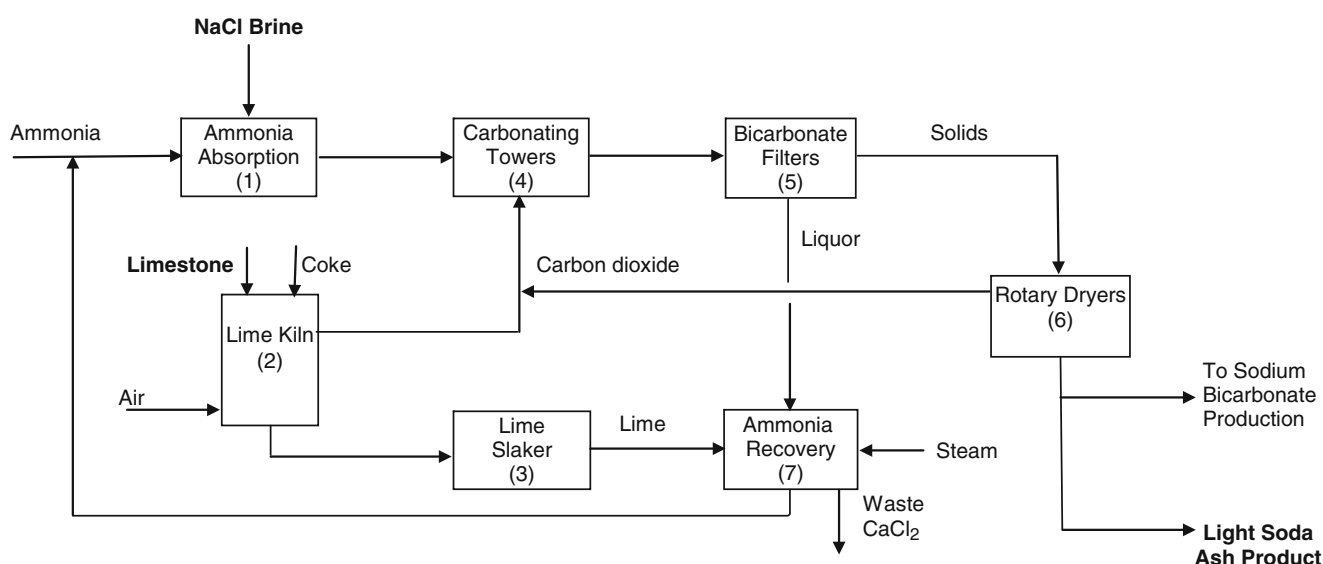 NaCl Brine
Ammonia
Ammonia
Absorption
(1)
Carbonating
Towers
(4)
Bicarbonate
Filters
(5)
Solids
Liquor
Limestone
Coke
Carbon dioxide
Rotary Dryers
(6)
Lime Kiln
(2)
Air
To Sodium
Bicarbonate
Production
Lime
Slaker
(3)
Lime
Ammonia
Recovery
(7)
Steam
Waste
CaCl2
Light Soda
Ash Product